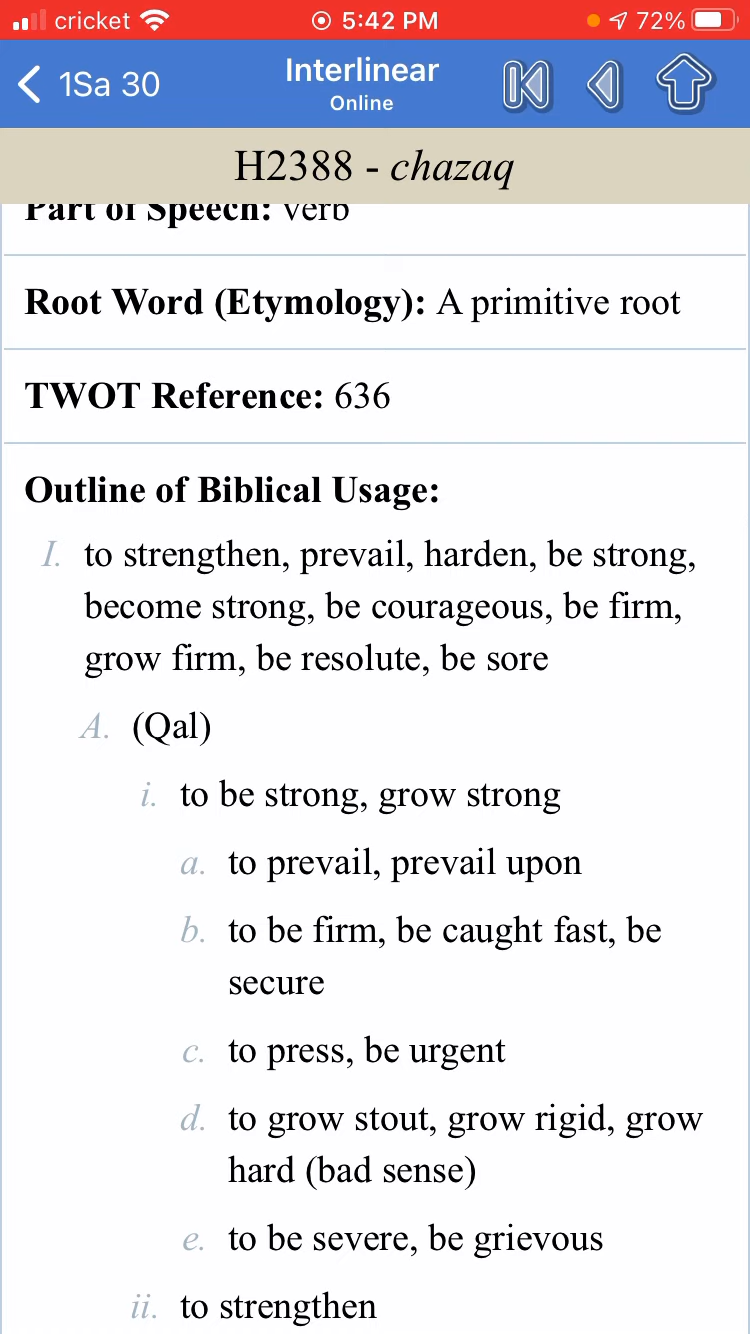 cricket 5:42 PM 72%
1Sa 30
Interlinear
Online
H2388 - chazaq
Part of Speech: verb
Root Word (Etymology): A primitive root
TWOT Reference: 636
Outline of Biblical Usage:
I. to strengthen, prevail, harden, be strong,
become strong, be courageous, be firm,
grow firm, be resolute, be sore
A. (Qal)
i. to be strong, grow strong
a. to prevail, prevail upon
b. to be firm, be caught fast, be
secure
c. to press, be urgent
d. to grow stout, grow rigid, grow
hard (bad sense)
e. to be severe, be grievous
ii. to strengthen